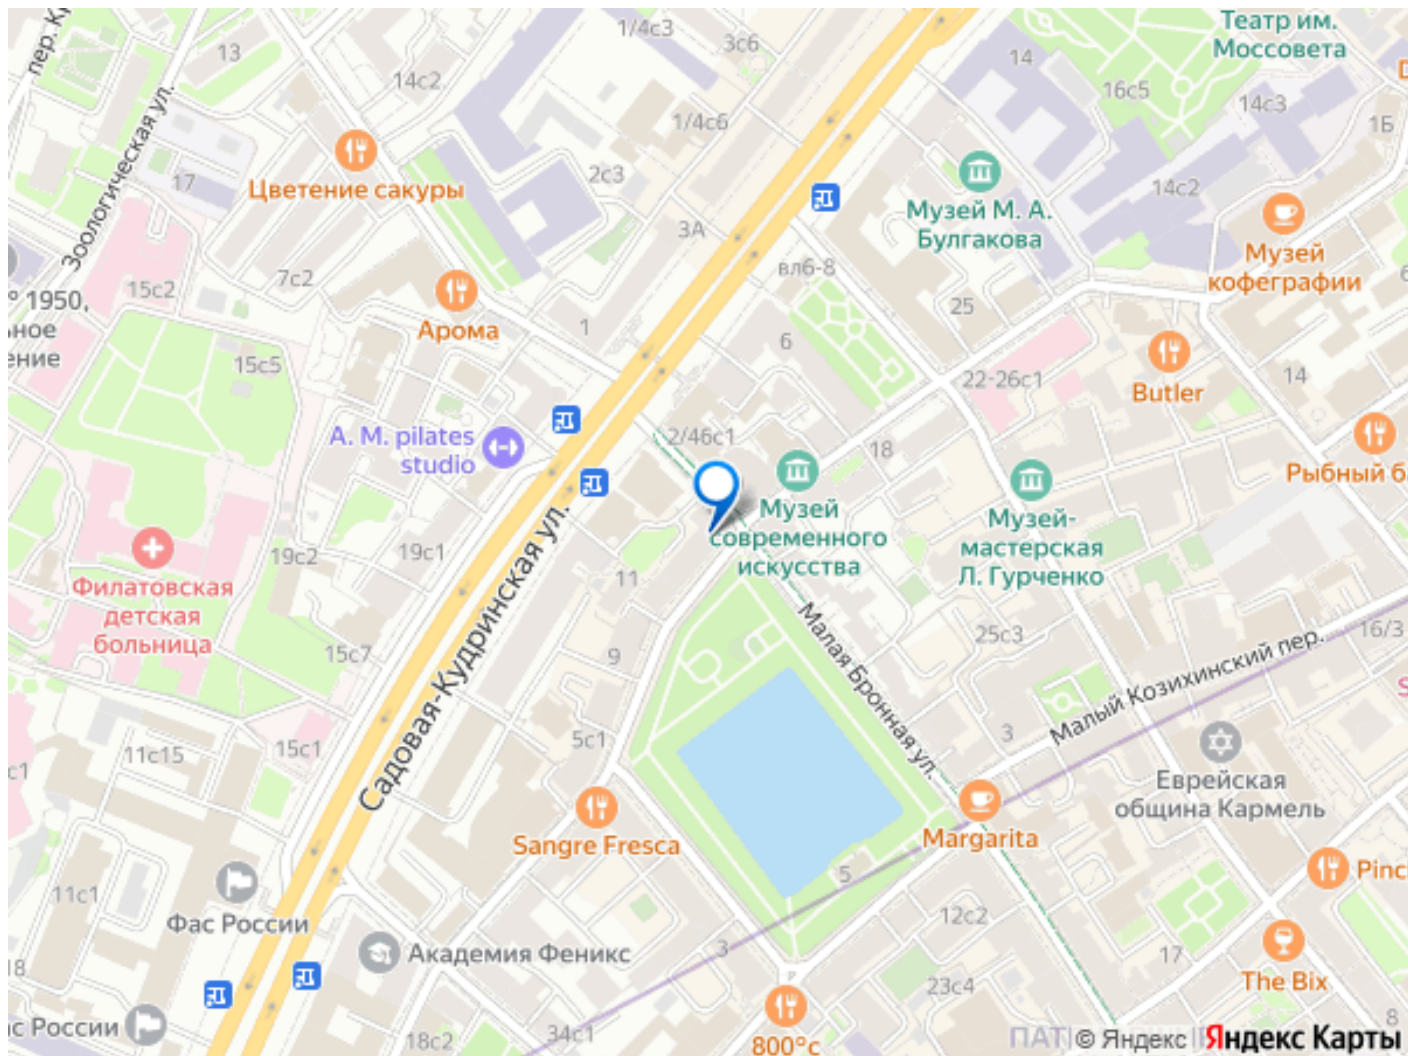 Театр им.
Моссовета
1/4с3
3с6
13
14
14с2
16с5
14с3
1Б
пер.
1/4с6
Зоологическая ул.
17
Цветение сакуры
2с3
14с2
Музей М. А.
Булгакова
3А
вл6-8
Музей
кофеграфии
7с2
15с2
1950,
25
Арома
1
6
15с5
22-26с1
Butler
14
A. M. pilates
studio
2/46с1
18
Рыбный
Музей
современного
искусства
Музей-
мастерская
Л. Гурченко
19с2
19с1
Филатовская
детская
больница
11
Садовая-Кудринская ул.
15с7
9
Малая Бронная ул.
25с3
Малый Козихинский пер.
16/3
15с1
11с15
5с1
3
Еврейская
община Кармель
Sangre Fresca
Margarita
5
11с1
Фас России
12с2
Академия Феникс
3
17
The Bix
23с4
18
с России
18с2
34с1
800°c
8
© Яндекс Яндекс Карты